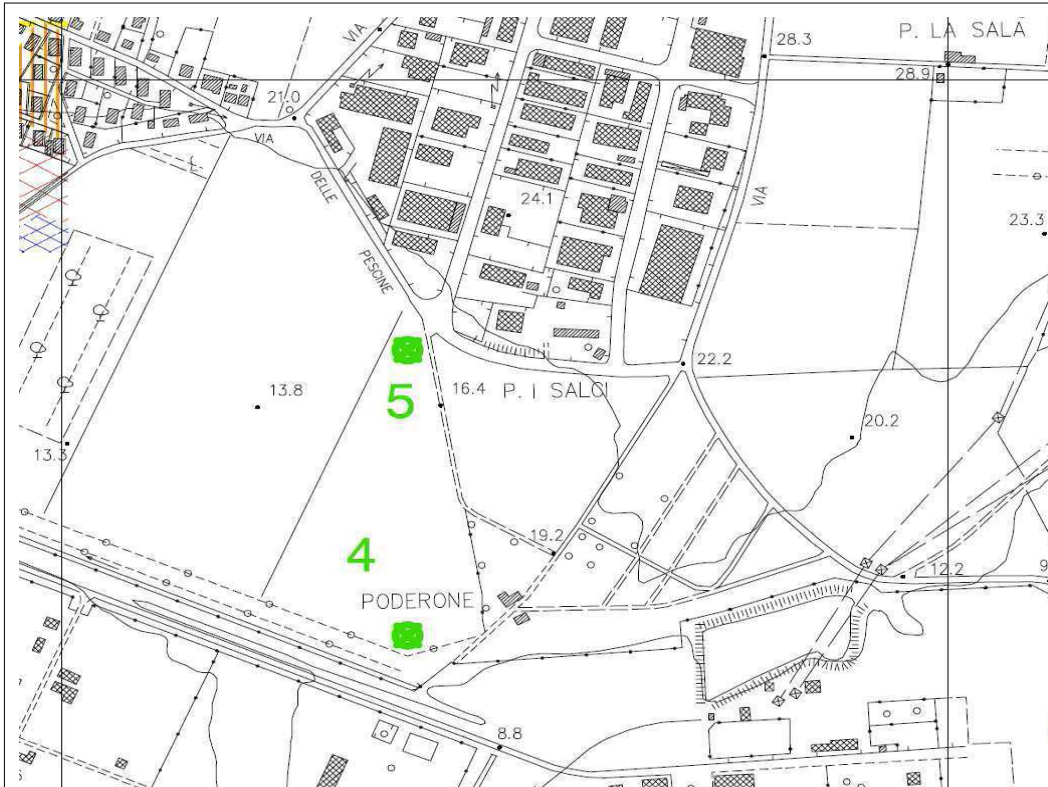 VIA
28.3
P. LA SALA
28.9
21.0
VIA
DELLE
PESCINE
24.1
VIA
23.3
22.2
5
16.4
P. I SALCI
13.8
20.2
13.3
4
19.2
PODERONE
12.2
9
8.8